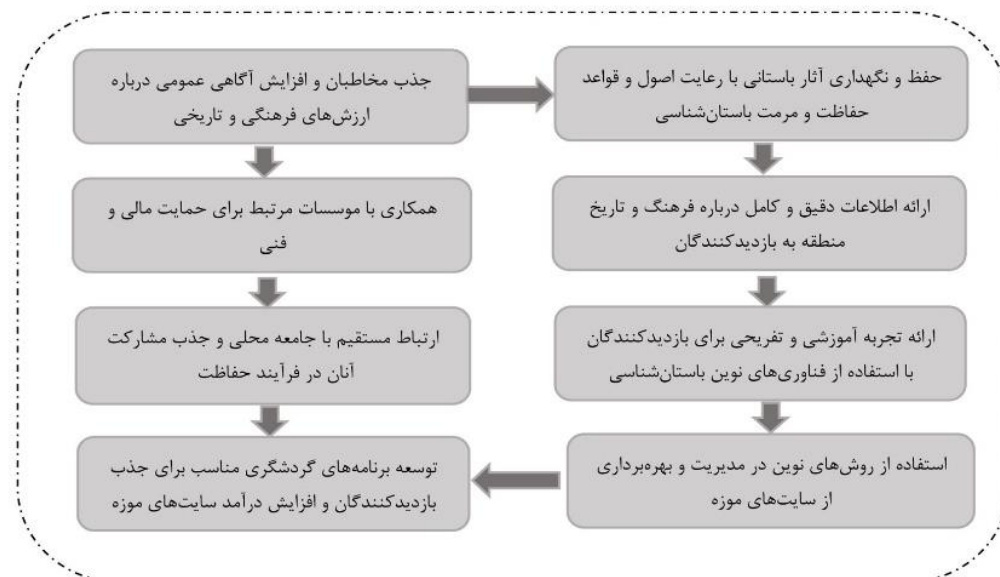 حفظ و نگهداری آثار باستانی با رعایت اصول و قواعد
حفاظت و مرمت باستان‌شناسی
ارائه اطلاعات دقیق و کامل درباره فرهنگ و تاریخ
منطقه به بازدیدکنندگان
ارائه تجربه آموزشی و تفریحی برای بازدیدکنندگان
با استفاده از فناوری‌های نوین باستان‌شناسی
استفاده از روش‌های نوین در مدیریت و بهره‌برداری
از سایت‌های موزه
جذب مخاطبان و افزایش آگاهی عمومی درباره
ارزش‌های فرهنگی و تاریخی
همکاری با موسسات مرتبط برای حمایت مالی و
فنی
ارتباط مستقیم با جامعه محلی و جذب مشارکت
آنان در فرآیند حفاظت
توسعه برنامه‌های گردشگری مناسب برای جذب
بازدیدکنندگان و افزایش درآمد سایت‌های موزه